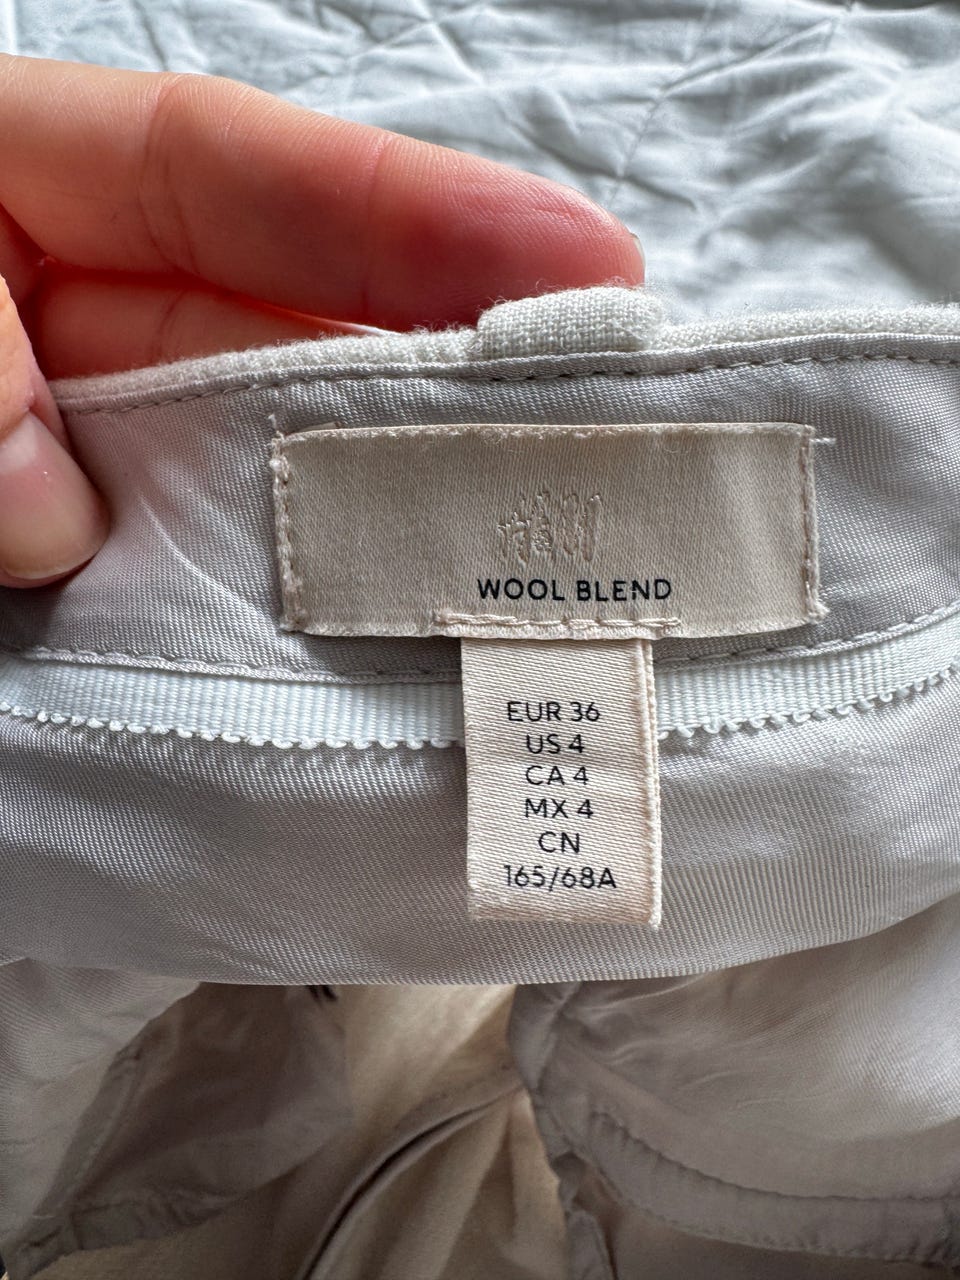 H&M
WOOL BLEND
EUR 36
US 4
CA 4
MX 4
CN
165/68A